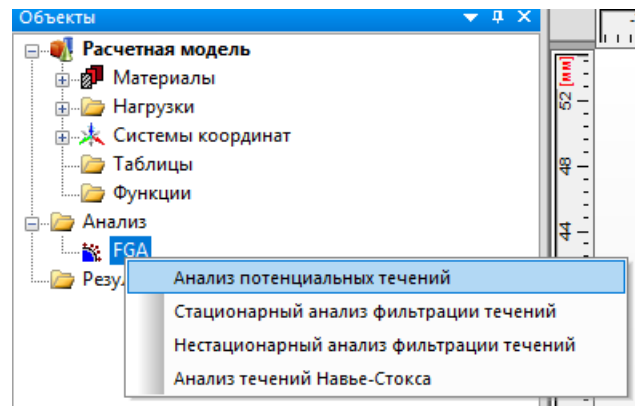 Объекты
Расчетная модель
Материалы
Нагрузки
Системы координат
Таблицы
Функции
Анализ
FGA
Резу
Анализ потенциальных течений
Стационарный анализ фильтрации течений
Нестационарный анализ фильтрации течений
Анализ течений Навье-Стокса
[мм]
52
48
44